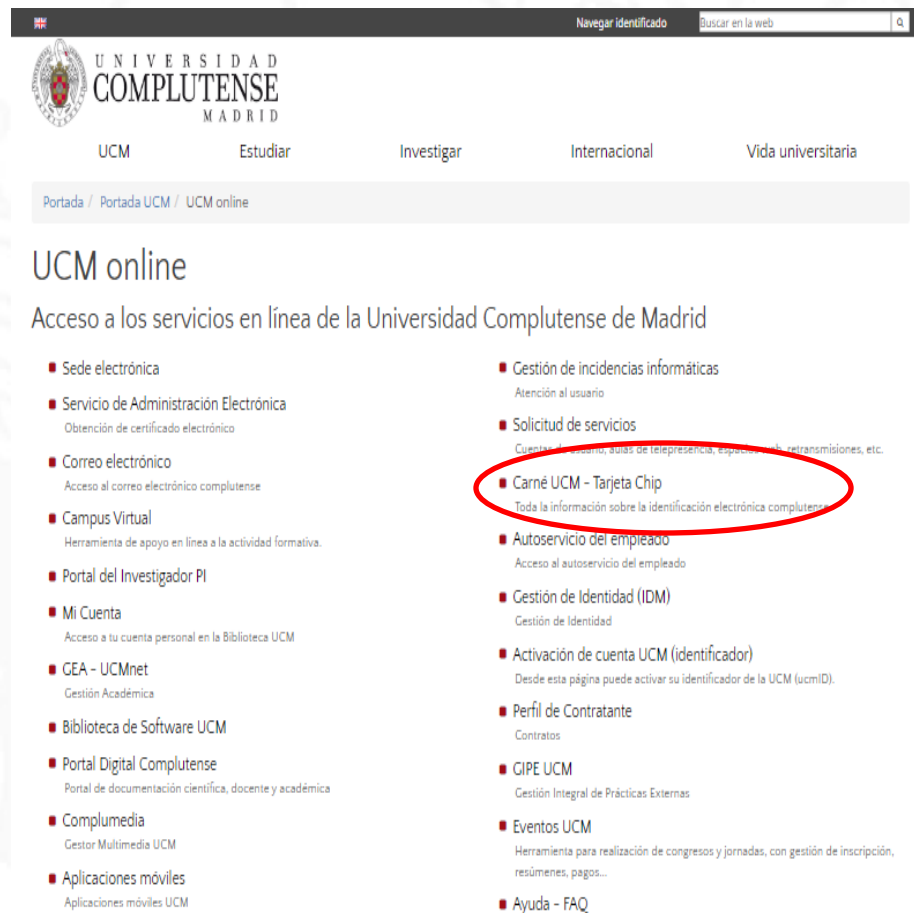 Navegar identificado
Buscar en la web
UNIVERSIDAD
COMPLUTENSE
MADRID
UCM
Estudiar
Investigar
Internacional
Vida universitaria
Portada / Portada UCM / UCM online
UCM online
Acceso a los servicios en línea de la Universidad Complutense de Madrid
Sede electrónica
Servicio de Administración Electrónica
Obtención de certificado electrónico
Correo electrónico
Acceso al correo electrónico complutense
Campus Virtual
Herramienta de apoyo en línea a la actividad formativa.
Portal del Investigador PI
Mi Cuenta
Acceso a tu cuenta personal en la Biblioteca UCM
GEA - UCMnet
Gestión Académica
Biblioteca de Software UCM
Portal Digital Complutense
Portal de documentación científica, docente y académica
Complumedia
Gestor Multimedia UCM
Aplicaciones móviles
Aplicaciones móviles UCM
Gestión de incidencias informáticas
Atención al usuario
Solicitud de servicios
Cuentas de usuario, aulas de telepresencia, espacios web, retransmisiones, etc.
Carné UCM - Tarjeta Chip
Toda la información sobre la identificación electrónica complutense
Autoservicio del empleado
Acceso al autoservicio del empleado
Gestión de Identidad (IDM)
Gestión de Identidad
Activación de cuenta UCM (identificador)
Desde esta página puede activar su identificador de la UCM (ucmID).
Perfil de Contratante
Contratos
GIPE UCM
Gestión Integral de Prácticas Externas
Eventos UCM
Herramienta para realización de congresos y jornadas, con gestión de inscripción,
resúmenes, pagos...
Ayuda - FAQ